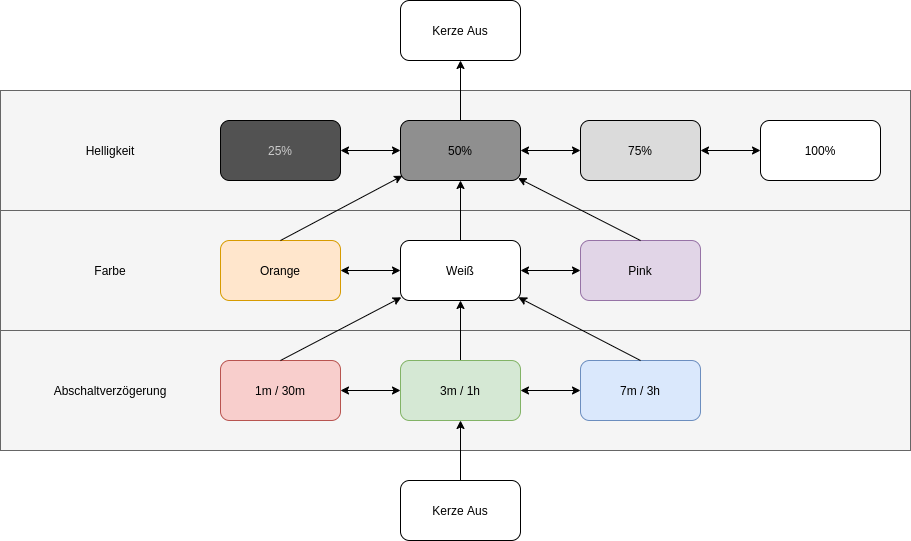 Kerze Aus
Helligkeit
25%
50%
75%
100%
Farbe
Orange
Weiß
Pink
Abschaltverzögerung
1m / 30m
3m / 1h
7m / 3h
Kerze Aus